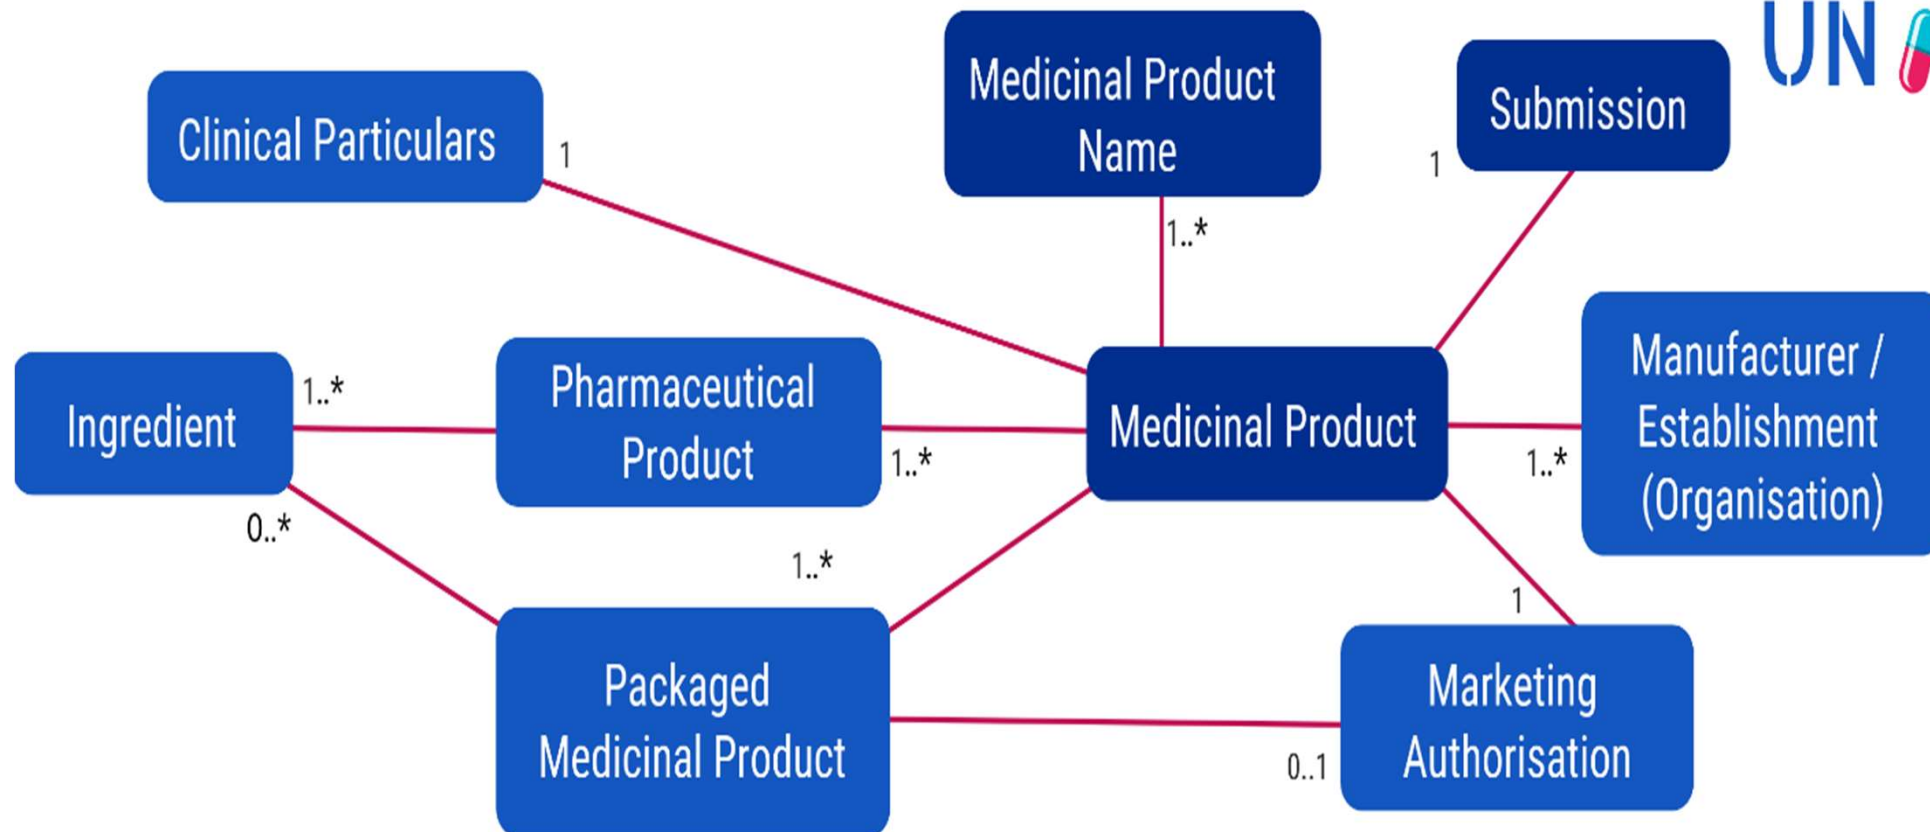 UN
Medicinal Product
Name
Submission
Clinical Particulars
1
1
1..*
Manufacturer /
Establishment
(Organisation)
Ingredient
1..*
Pharmaceutical
Product
1..*
Medicinal Product
1..*
0..*
1..*
1
Packaged
Medicinal Product
0..1
Marketing
Authorisation